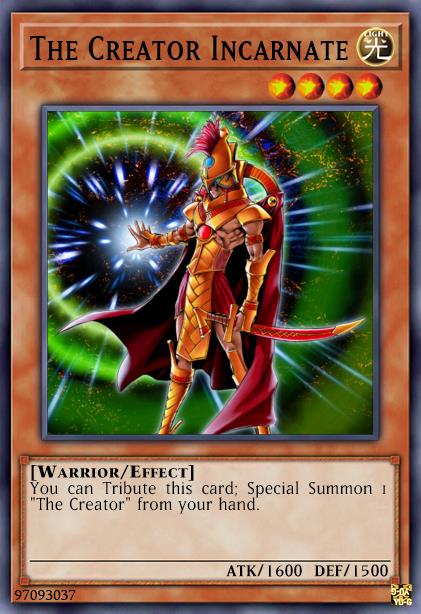 THE CREATOR INCARNATE
LIGHT
光
[WARRIOR/EFFECT]
You can Tribute this card; Special Summon 1
"The Creator" from your hand.
ATK/1600 DEF/1500
97093037